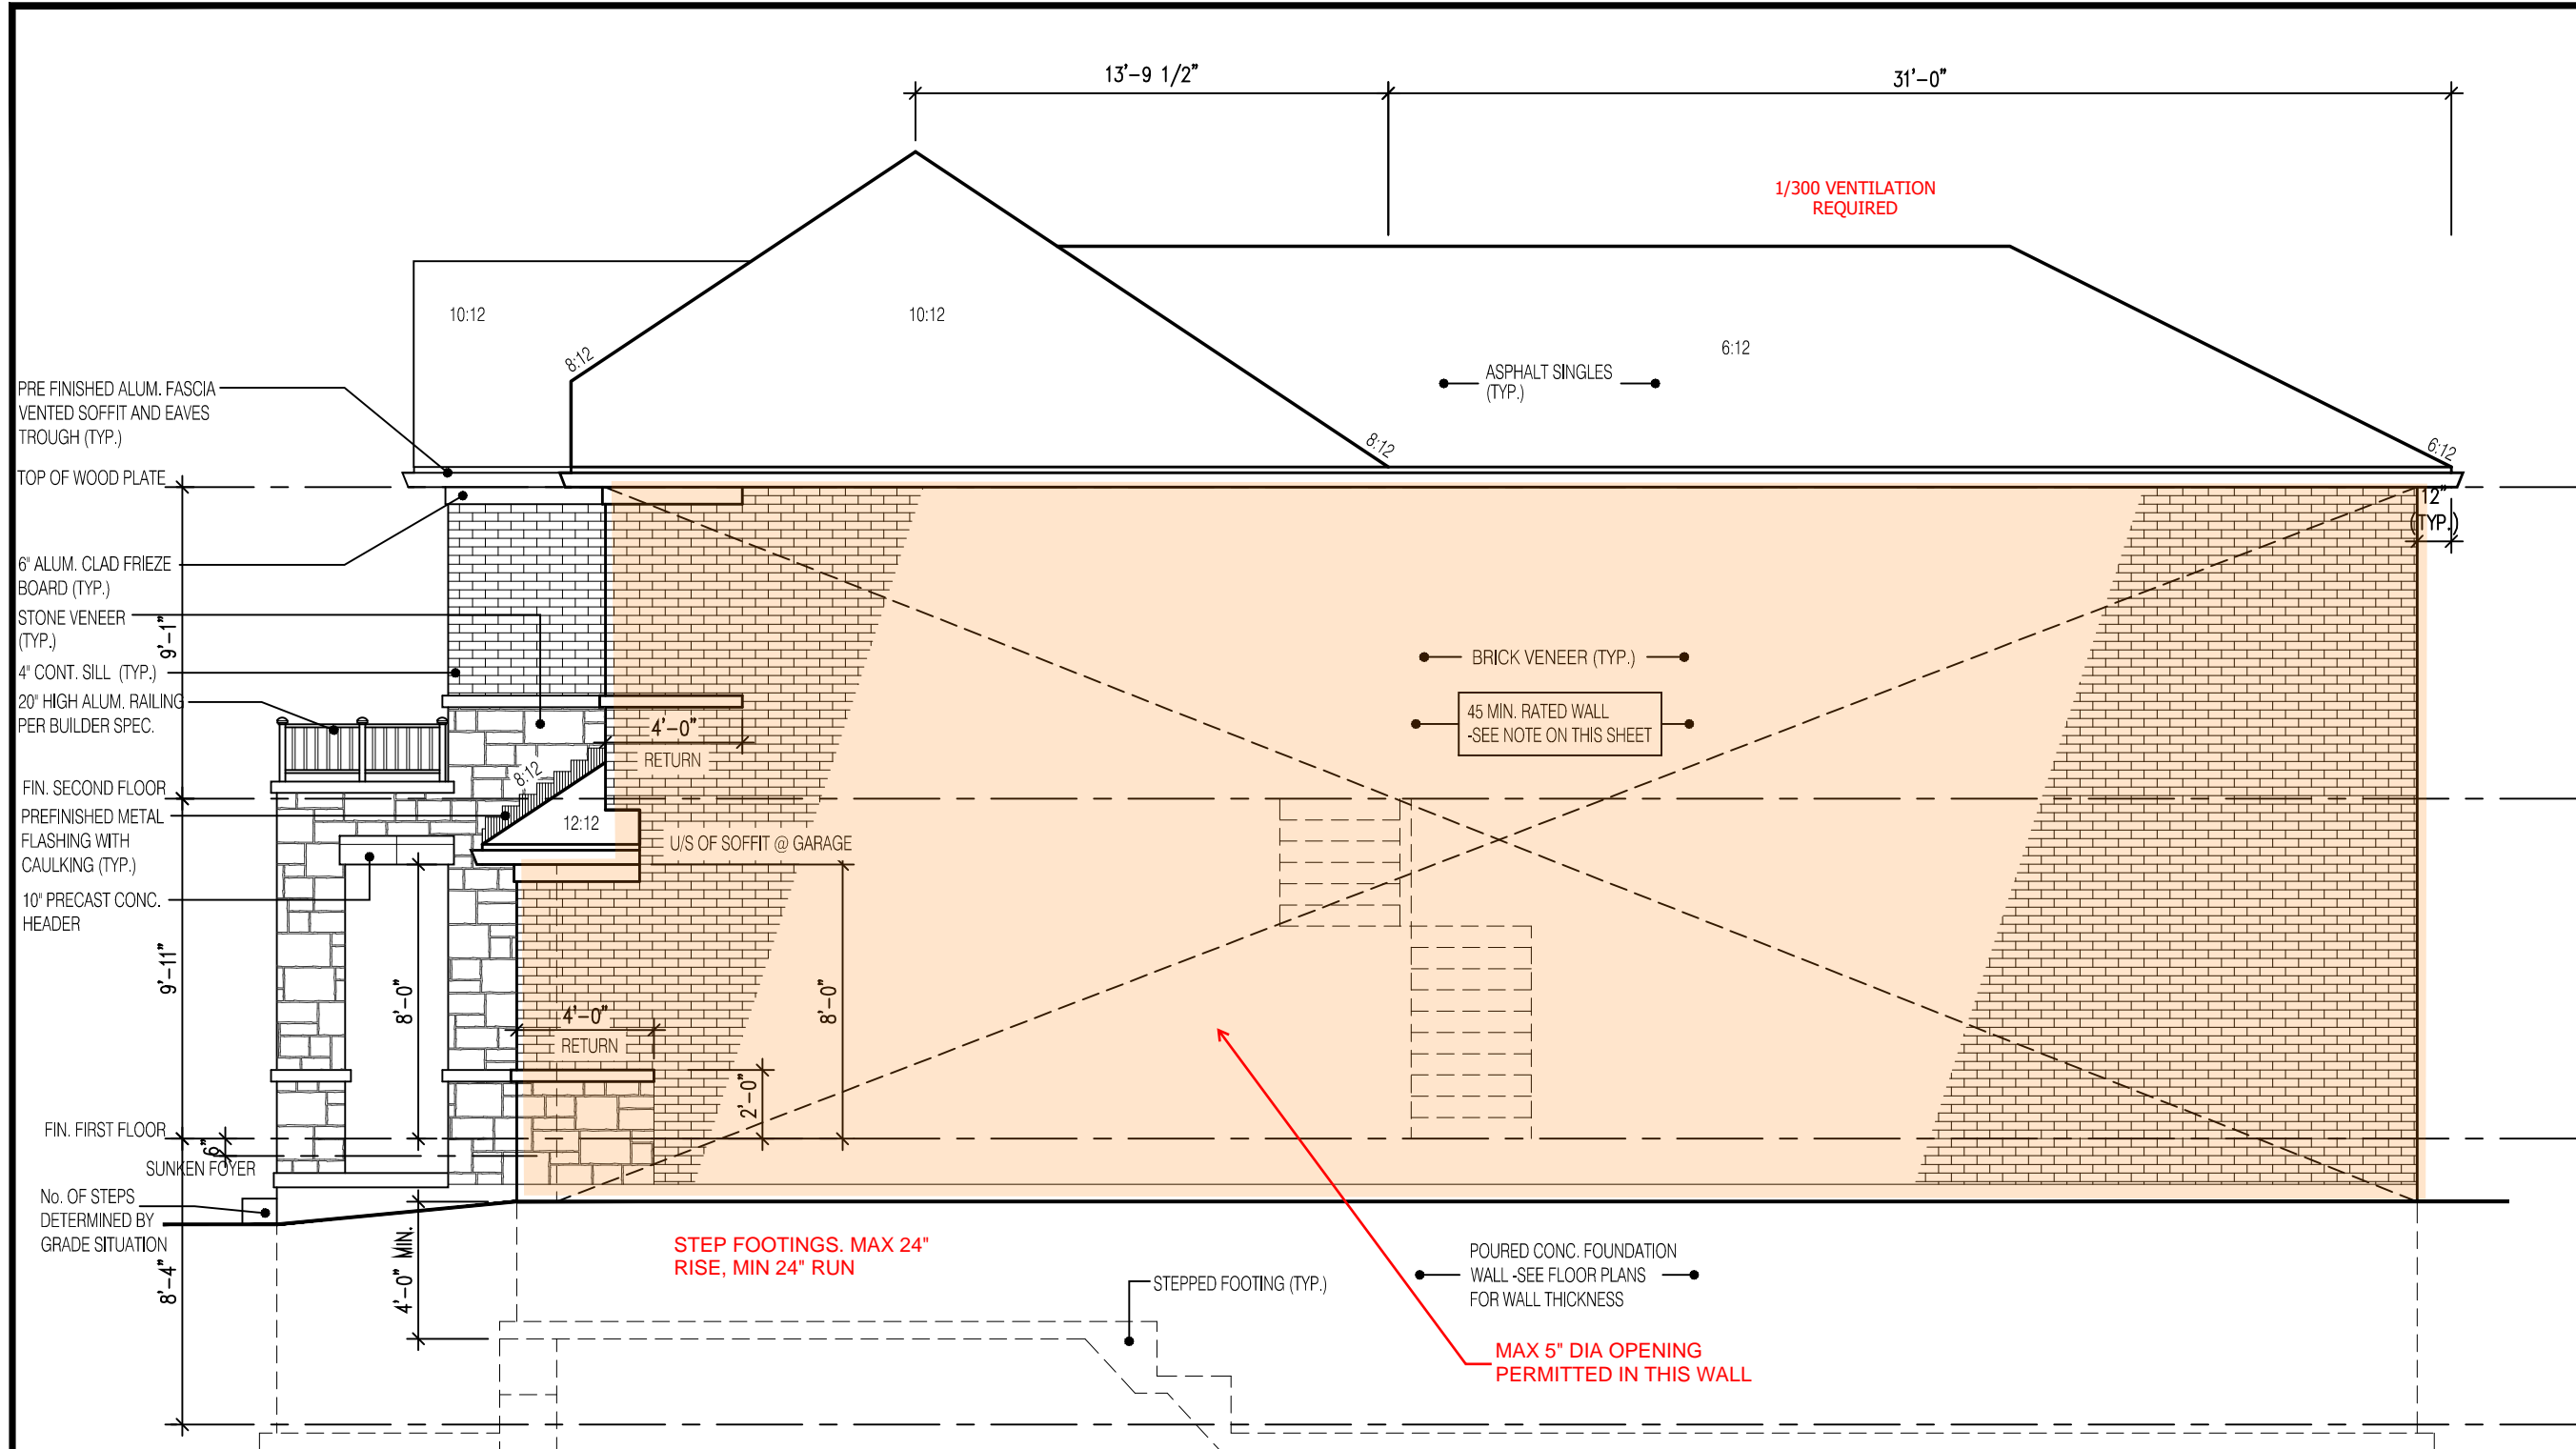 13'-9 1/2"
31'-0"
1/300 VENTILATION
REQUIRED
10:12
10:12
8:12
6:12
ASPHALT SINGLES
(TYP.)
8:12
6:12
PRE FINISHED ALUM. FASCIA
VENTED SOFFIT AND EAVES
TROUGH (TYP.)
TOP OF WOOD PLATE
12"
(TYP.)
6" ALUM. CLAD FRIEZE
BOARD (TYP.)
STONE VENEER
(TYP.)
9'-1"
4" CONT. SILL (TYP.)
20" HIGH ALUM. RAILING
PER BUILDER SPEC.
BRICK VENEER (TYP.)
45 MIN. RATED WALL
-SEE NOTE ON THIS SHEET
4'-0"
RETURN
8:12
FIN. SECOND FLOOR
PREFINISHED METAL
FLASHING WITH
CAULKING (TYP.)
12:12
U/S OF SOFFIT @ GARAGE
10" PRECAST CONC.
HEADER
9'-11"
8'-0"
8'-0"
4'-0"
RETURN
2'-0"
FIN. FIRST FLOOR
6"
SUNKEN FOYER
No. OF STEPS
DETERMINED BY
GRADE SITUATION
8'-4"
4'-0" MIN.
STEP FOOTINGS. MAX 24"
RISE, MIN 24" RUN
STEPPED FOOTING (TYP.)
POURED CONC. FOUNDATION
WALL -SEE FLOOR PLANS
FOR WALL THICKNESS
MAX 5" DIA OPENING
PERMITTED IN THIS WALL